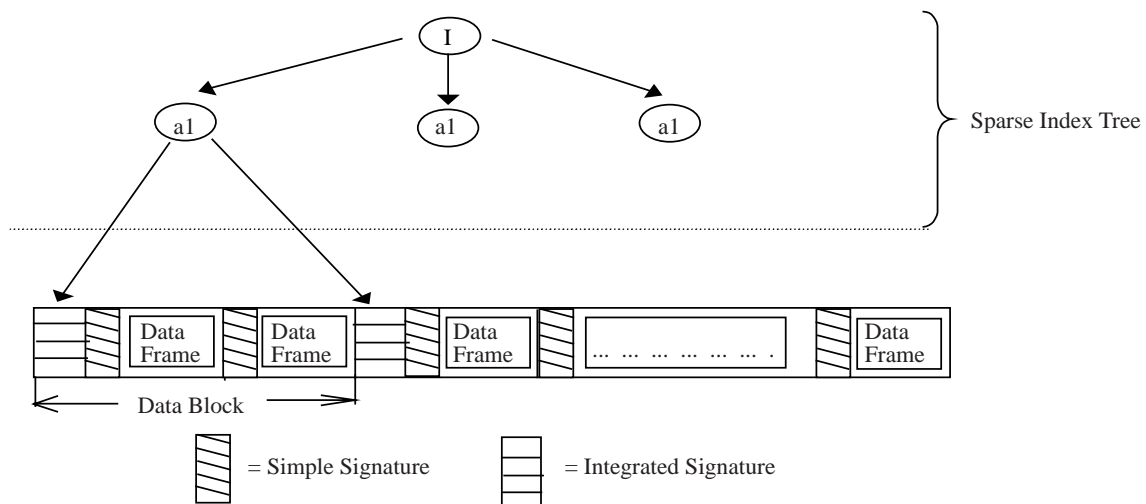 I
a1
a1
a1
Sparse Index Tree
Data
Frame
Data
Frame
Data
Frame
... ... ... ... ... ... .
Data
Frame
Data Block
= Simple Signature
= Integrated Signature